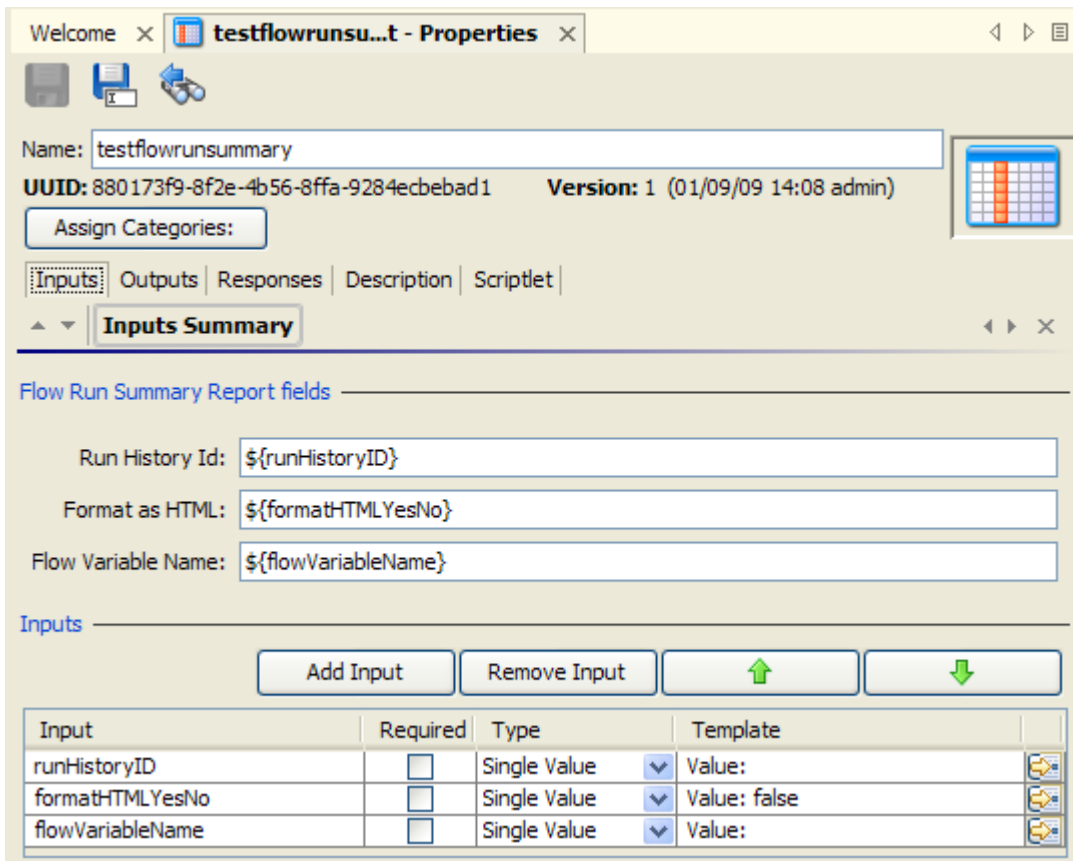 Welcome testflowrunsu...t - Properties
Name: testflowrunsummary
UUID: 880173f9-8f2e-4b56-8ffa-9284ecbebad1 Version: 1 (01/09/09 14:08 admin)
Assign Categories:
Inputs Outputs Responses Description Scriptlet
Inputs Summary
Flow Run Summary Report fields
Run History Id: ${runHistoryID}
Format as HTML: ${formatHTMLYesNo}
Flow Variable Name: ${flowVariableName}
Inputs
Add Input Remove Input
Input Required Type Template
runHistoryID Single Value Value:
formatHTMLYesNo Single Value Value: false
flowVariableName Single Value Value: